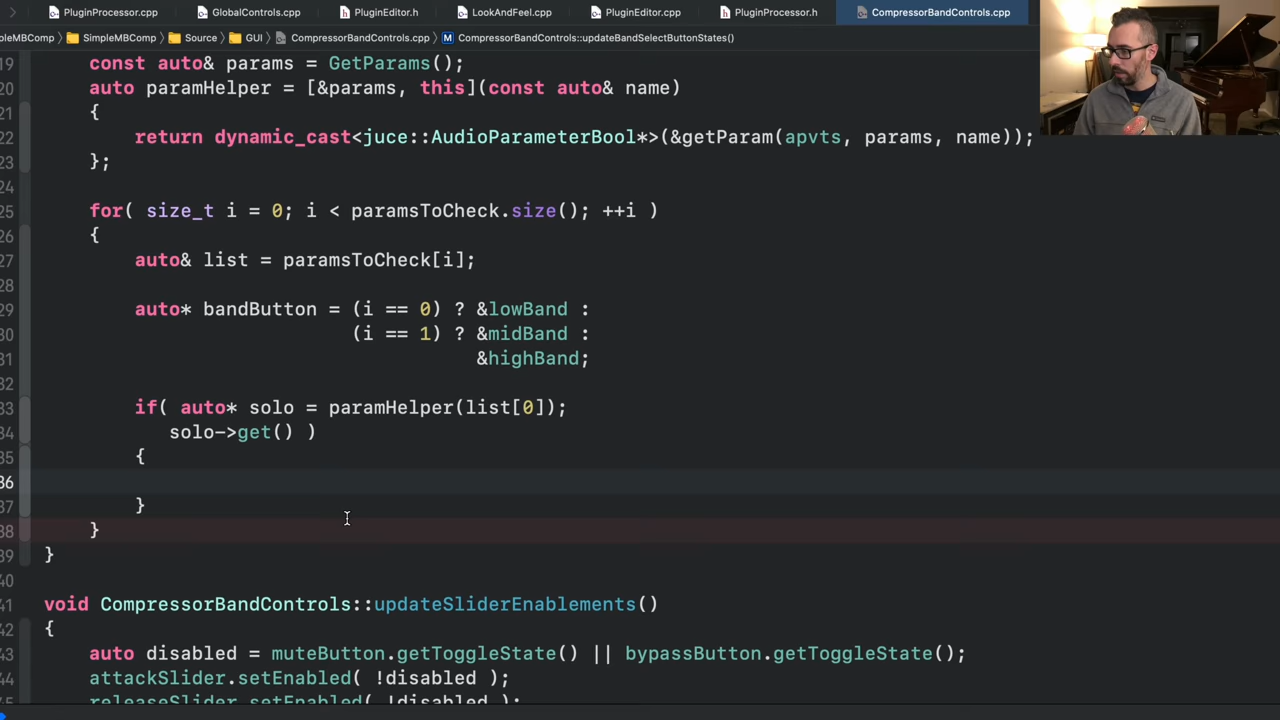 PluginProcessor.cpp GlobalControls.cpp PluginEditor.h LookAndFeel.cpp PluginEditor.cpp PluginProcessor.h CompressorBandControls.cpp
pleMBComp SimpleMBComp Source GUI CompressorBandControls.cpp M CompressorBandControls::updateBandSelectButtonStates()
19 const auto& params = GetParams();
20 auto paramHelper = [&params, this](const auto& name)
21 {
22 return dynamic_cast<juce::AudioParameterBool*>(&getParam(apvts, params, name));
23 };
24
25 for( size_t i = 0; i < paramsToCheck.size(); ++i )
26 {
27 auto& list = paramsToCheck[i];
28
29 auto* bandButton = (i == 0) ? &lowBand :
30 (i == 1) ? &midBand :
31 &highBand;
32
33 if( auto* solo = paramHelper(list[0]);
34 solo->get() )
35 {
36
37 }
38 }
39 }
40
41 void CompressorBandControls::updateSliderEnablements()
42 {
43 auto disabled = muteButton.getToggleState() || bypassButton.getToggleState();
44 attackSlider.setEnabled( !disabled );
45 releaseSlider.setEnabled( !disabled );